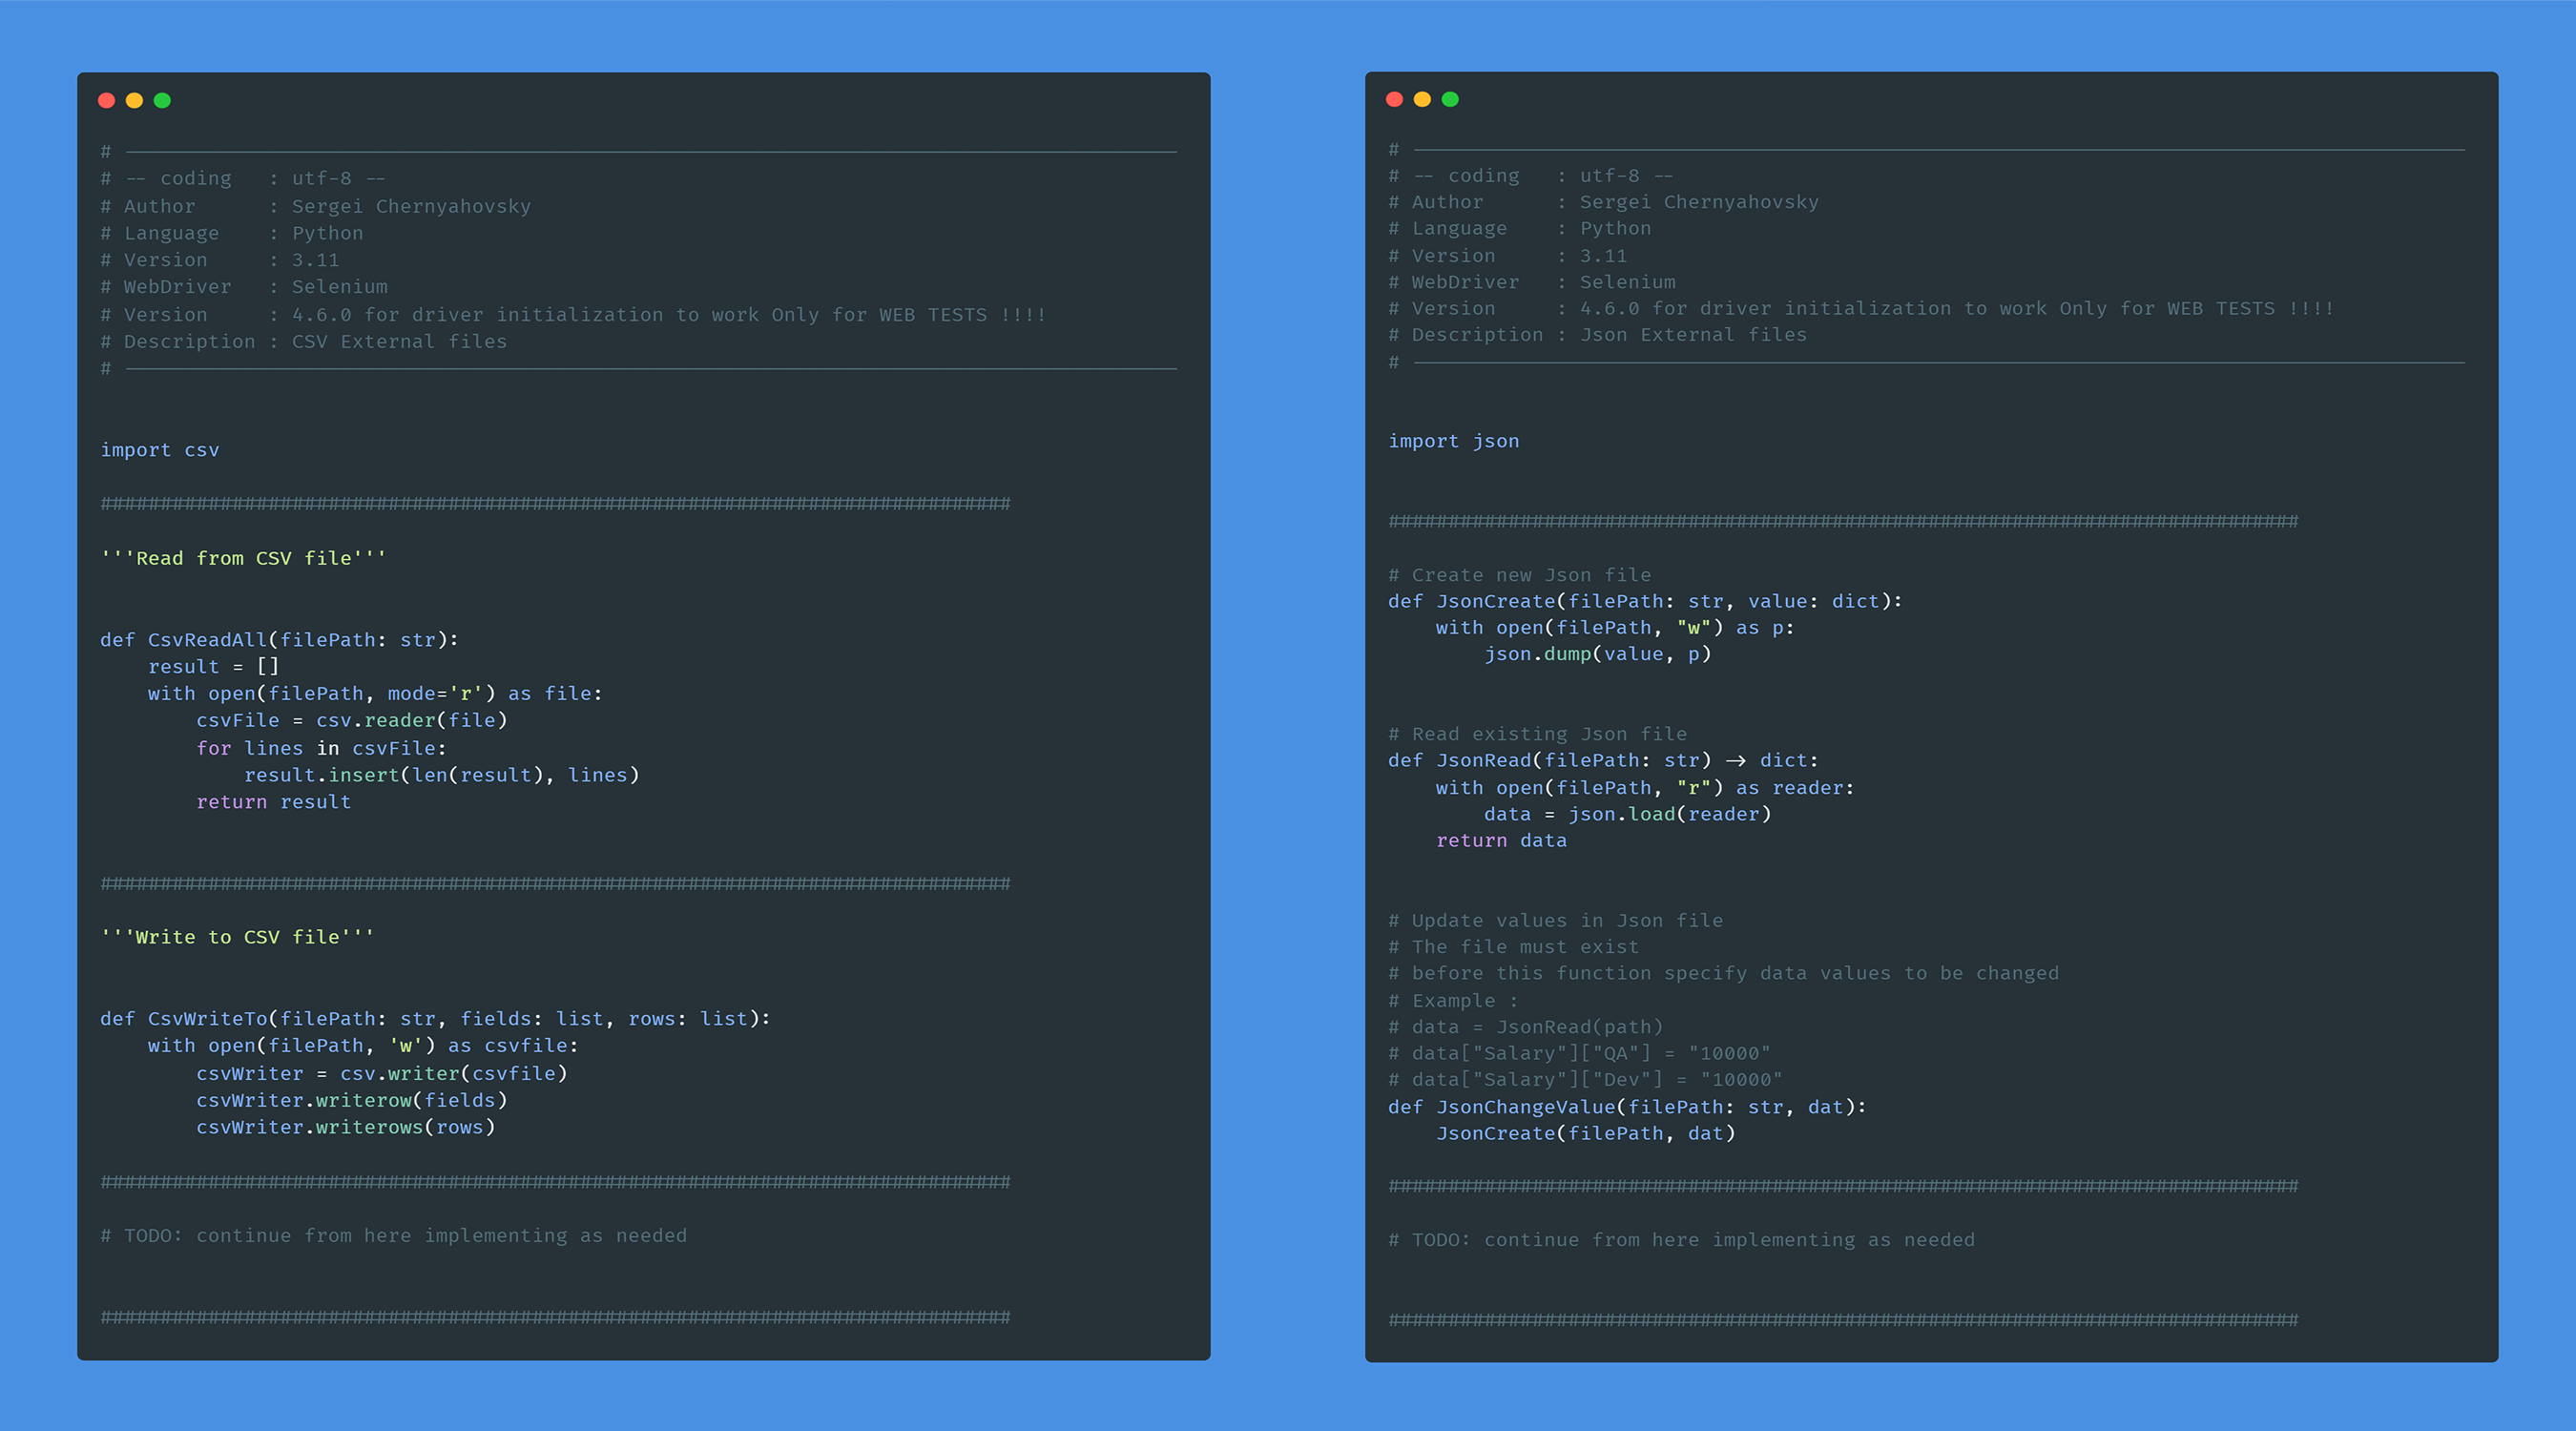 # ────────────────────────────────────────
# -- coding   : utf-8 --
# Author      : Sergei Chernyahovsky
# Language    : Python
# Version     : 3.11
# WebDriver   : Selenium
# Version     : 4.6.0 for driver initialization to work Only for WEB TESTS !!!!
# Description : CSV External files
# ────────────────────────────────────────
import csv
############################################################################
'''Read from CSV file'''
def CsvReadAll(filePath: str):
    result = []
    with open(filePath, mode='r') as file:
        csvFile = csv.reader(file)
        for lines in csvFile:
            result.insert(len(result), lines)
        return result
############################################################################
'''Write to CSV file'''
def CsvWriteTo(filePath: str, fields: list, rows: list):
    with open(filePath, 'w') as csvfile:
        csvWriter = csv.writer(csvfile)
        csvWriter.writerow(fields)
        csvWriter.writerows(rows)
############################################################################
# TODO: continue from here implementing as needed
############################################################################
# ────────────────────────────────────────
# -- coding   : utf-8 --
# Author      : Sergei Chernyahovsky
# Language    : Python
# Version     : 3.11
# WebDriver   : Selenium
# Version     : 4.6.0 for driver initialization to work Only for WEB TESTS !!!!
# Description : Json External files
# ────────────────────────────────────────
import json
############################################################################
# Create new Json file
def JsonCreate(filePath: str, value: dict):
    with open(filePath, "w") as p:
        json.dump(value, p)
# Read existing Json file
def JsonRead(filePath: str) → dict:
    with open(filePath, "r") as reader:
        data = json.load(reader)
    return data
# Update values in Json file
# The file must exist
# before this function specify data values to be changed
# Example :
# data = JsonRead(path)
# data["Salary"]["QA"] = "10000"
# data["Salary"]["Dev"] = "10000"
def JsonChangeValue(filePath: str, dat):
    JsonCreate(filePath, dat)
############################################################################
# TODO: continue from here implementing as needed
############################################################################